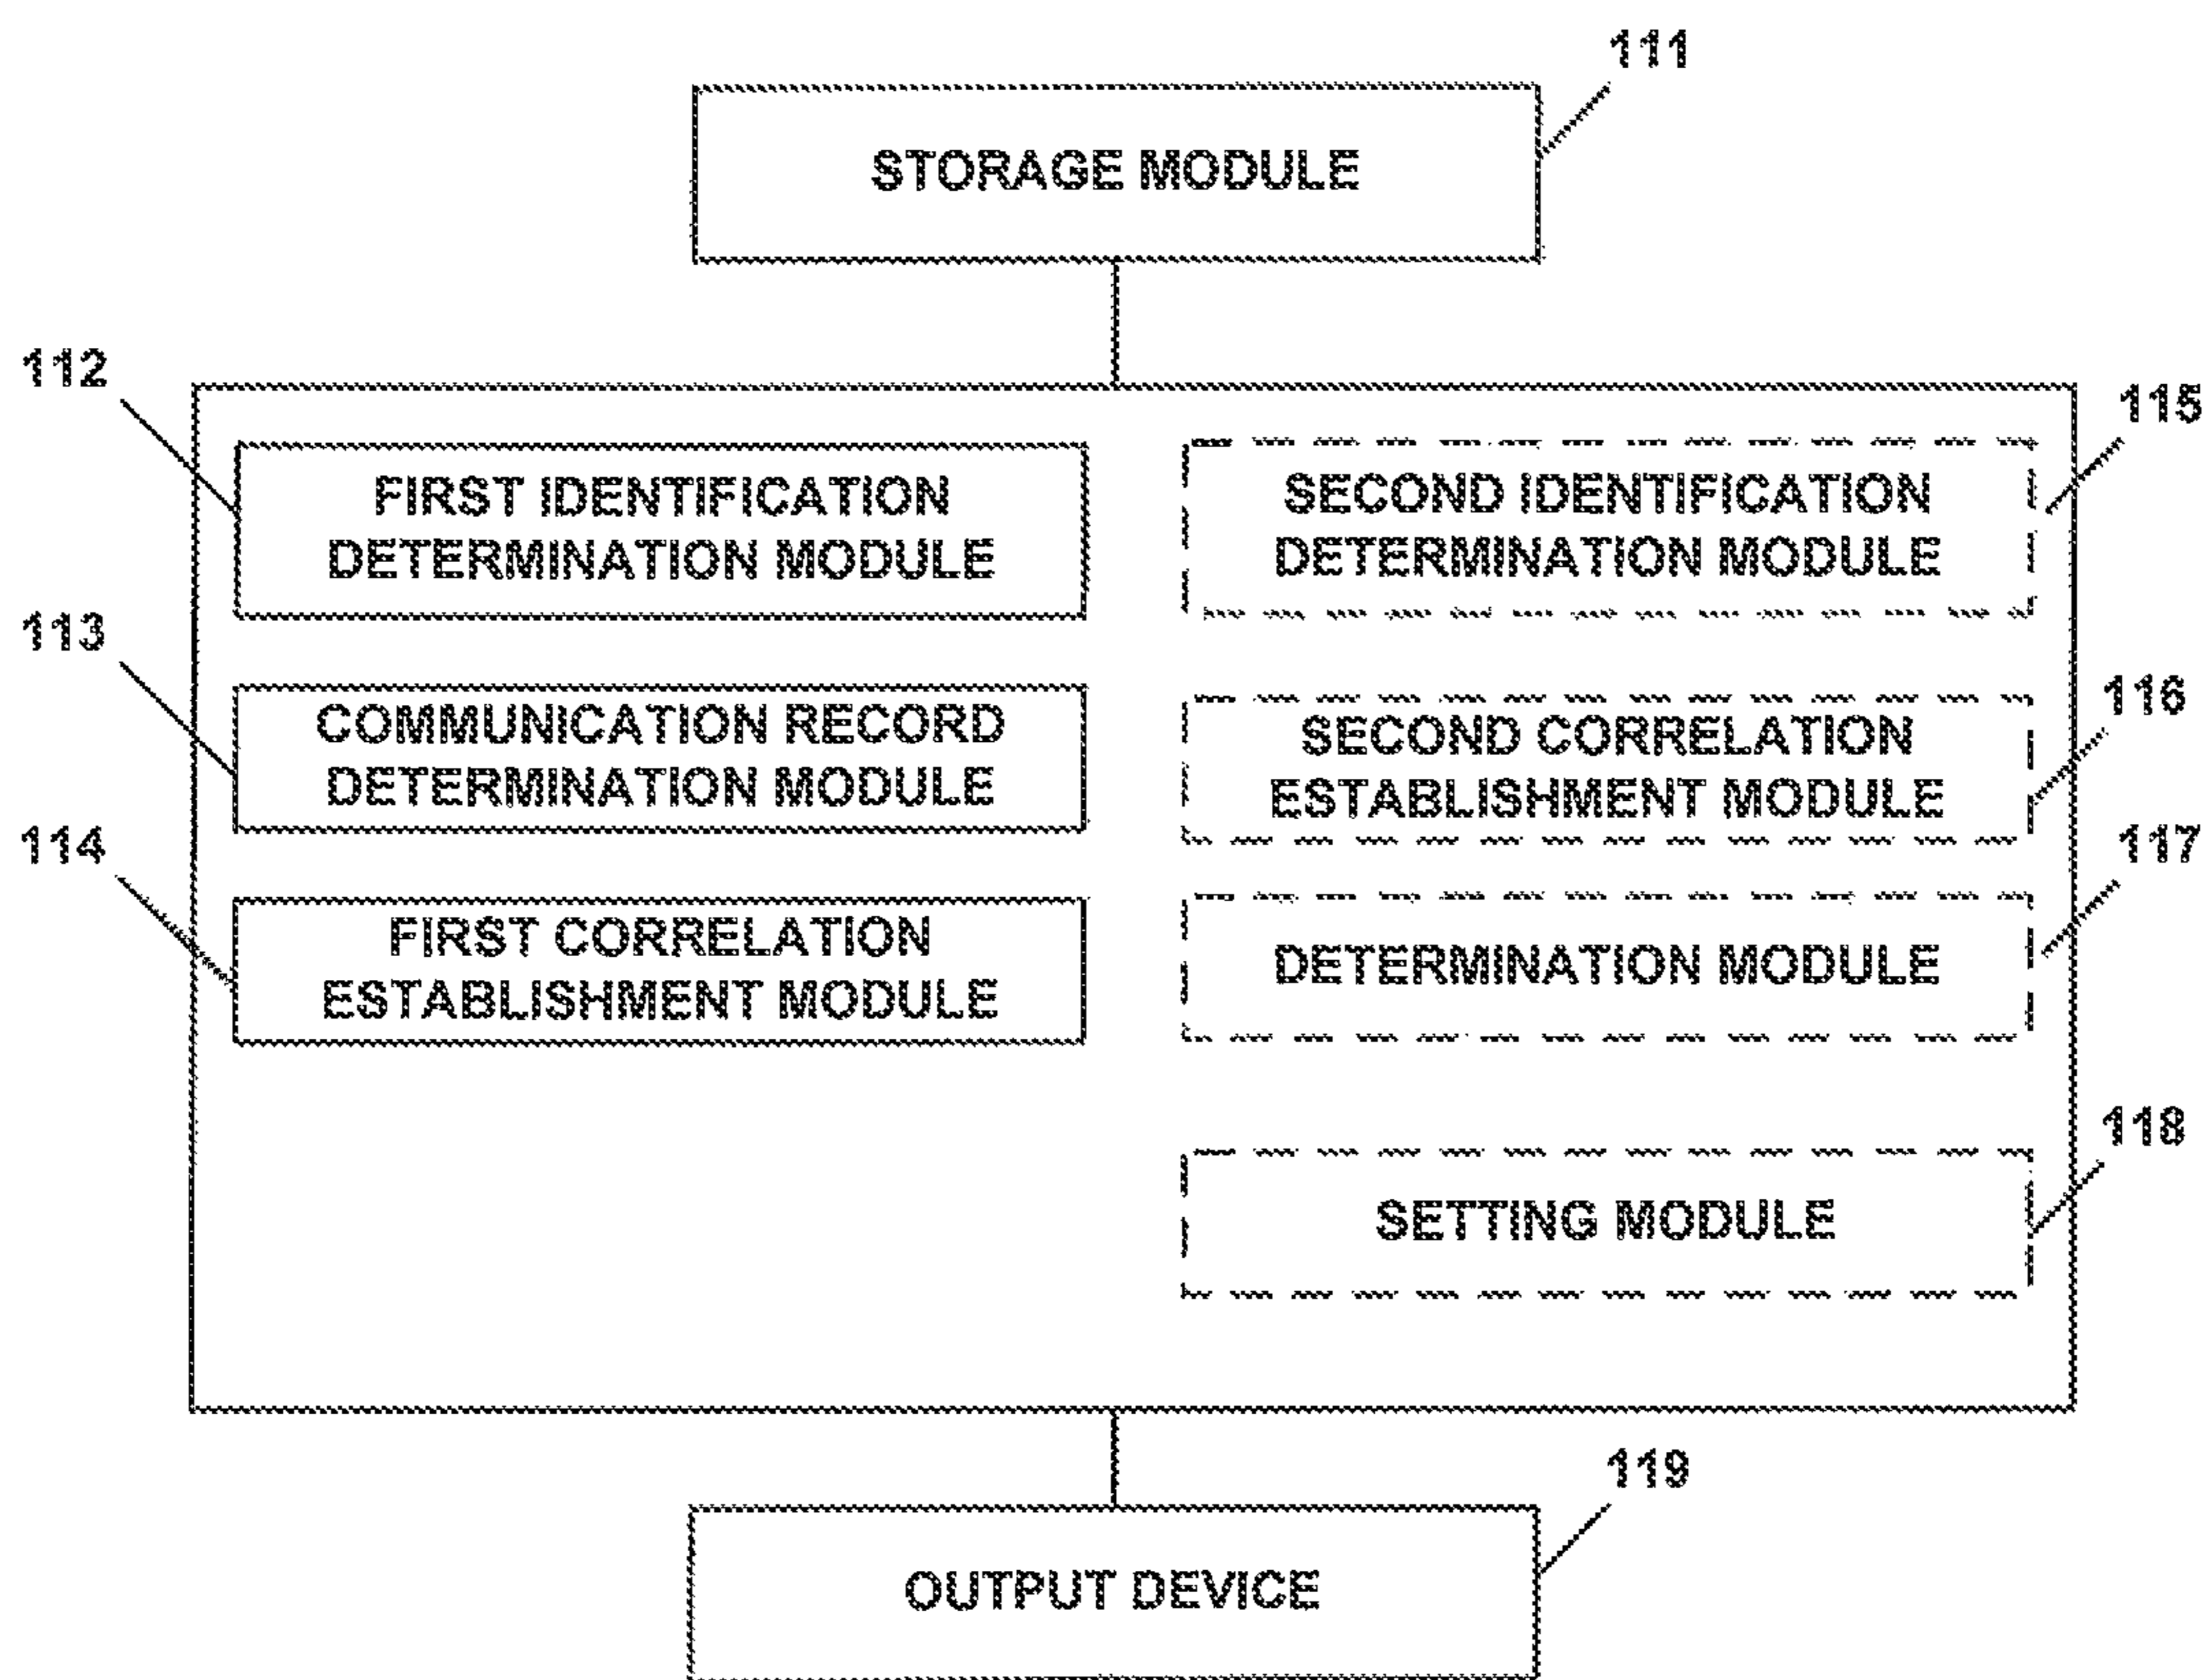 111
STORAGE MODULE
112
115
FIRST IDENTIFICATION
DETERMINATION MODULE
SECOND IDENTIFICATION
DETERMINATION MODULE
113
116
COMMUNICATION RECORD
DETERMINATION MODULE
SECOND CORRELATION
ESTABLISHMENT MODULE
114
117
FIRST CORRELATION
ESTABLISHMENT MODULE
DETERMINATION MODULE
118
SETTING MODULE
119
OUTPUT DEVICE